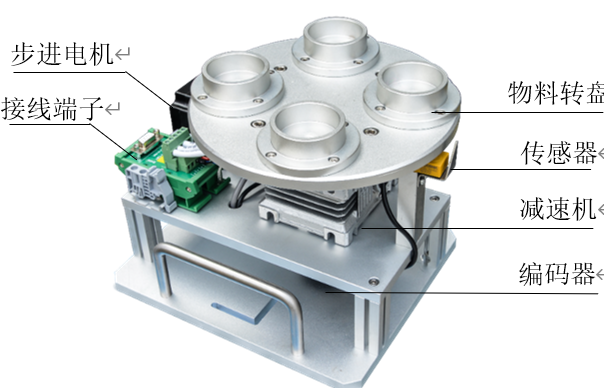 步进电机
接线端子
物料转盘
传感器
减速机
编码器